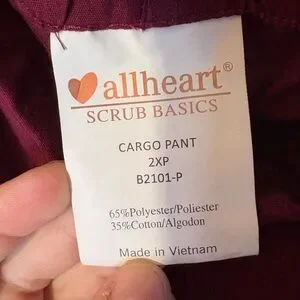 allheart®
SCRUB BASICS
CARGO PANT
2XP
B2101-P
65%Polyester/Poliester
35%Cotton/Algodon
Made in Vietnam